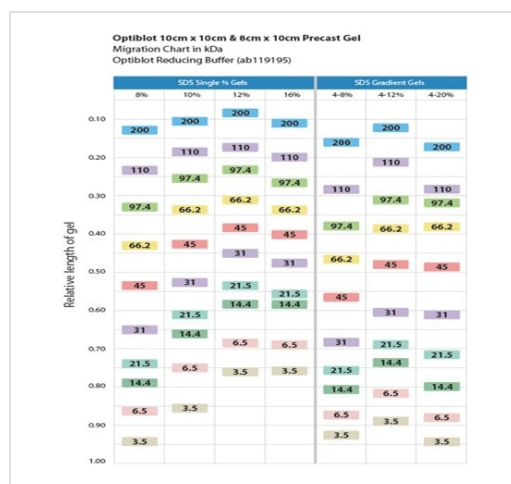 Optiblot 10cm x 10cm & 8cm x 10cm Precast Gel
Migration Chart in kDa
Optiblot Reducing Buffer (ab119195)
SDS Single % Gels SDS Gradient Gels
8% 10% 12% 16% 4-8% 4-12% 4-20%
Relative length of gel
200
0.10 200 200
200 200
200 200
110 110
0.20 110 110 110
110 97.4 97.4 97.4
110 110
0.30 66.2 97.4 97.4
97.4 66.2 66.2
45 97.4 66.2 66.2
0.40 45
66.2 45 31 66.2
31 45 45
0.50
45 31 21.5 21.5 45
14.4 14.4
0.60 21.5 31 31
31 14.4
6.5 6.5 31 21.5
0.70 21.5
21.5 6.5 3.5 3.5 21.5 14.4
14.4
0.80 14.4 6.5 14.4
6.5 3.5 6.5 6.5
3.5
0.90 3.5
3.5 3.5
1.00